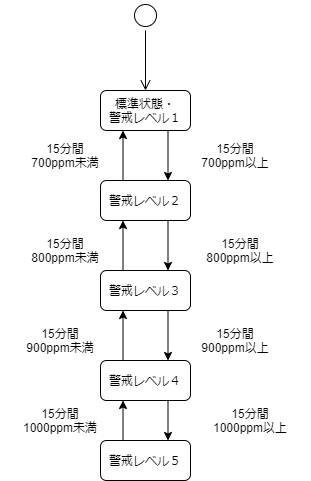 標準状態・
警戒レベル１
15分間
700ppm未満
15分間
700ppm以上
警戒レベル２
15分間
800ppm未満
15分間
800ppm以上
警戒レベル３
15分間
900ppm未満
15分間
900ppm以上
警戒レベル４
15分間
1000ppm未満
15分間
1000ppm以上
警戒レベル５